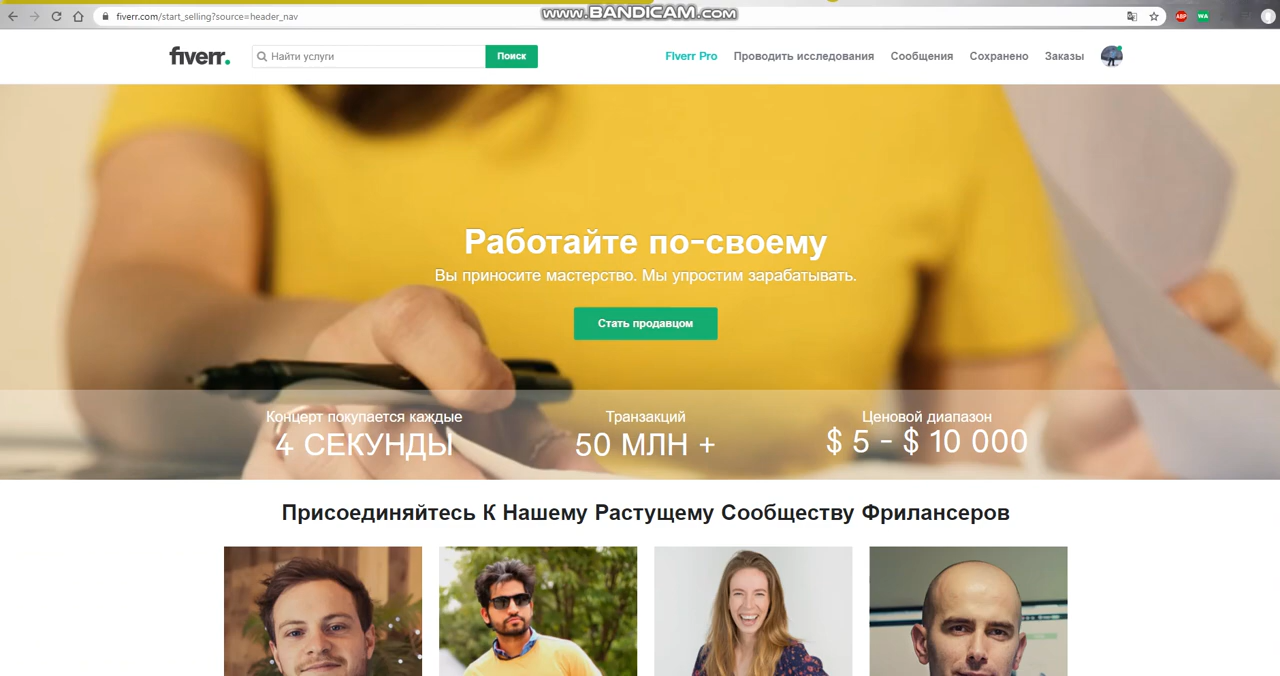 www.BANDICAM.com
fiverr.com/start_selling?source=header_nav
ABP
WA
fiverr.
Найти услуги
Поиск
Fiverr Pro
Проводить исследования
Сообщения
Сохранено
Заказы
Работайте по-своему
Вы приносите мастерство. Мы упростим зарабатывать.
Стать продавцом
Концерт покупается каждые
4 СЕКУНДЫ
Транзакций
50 МЛН +
Ценовой диапазон
$ 5 - $ 10 000
Присоединяйтесь К Нашему Растущему Сообществу Фрилансеров